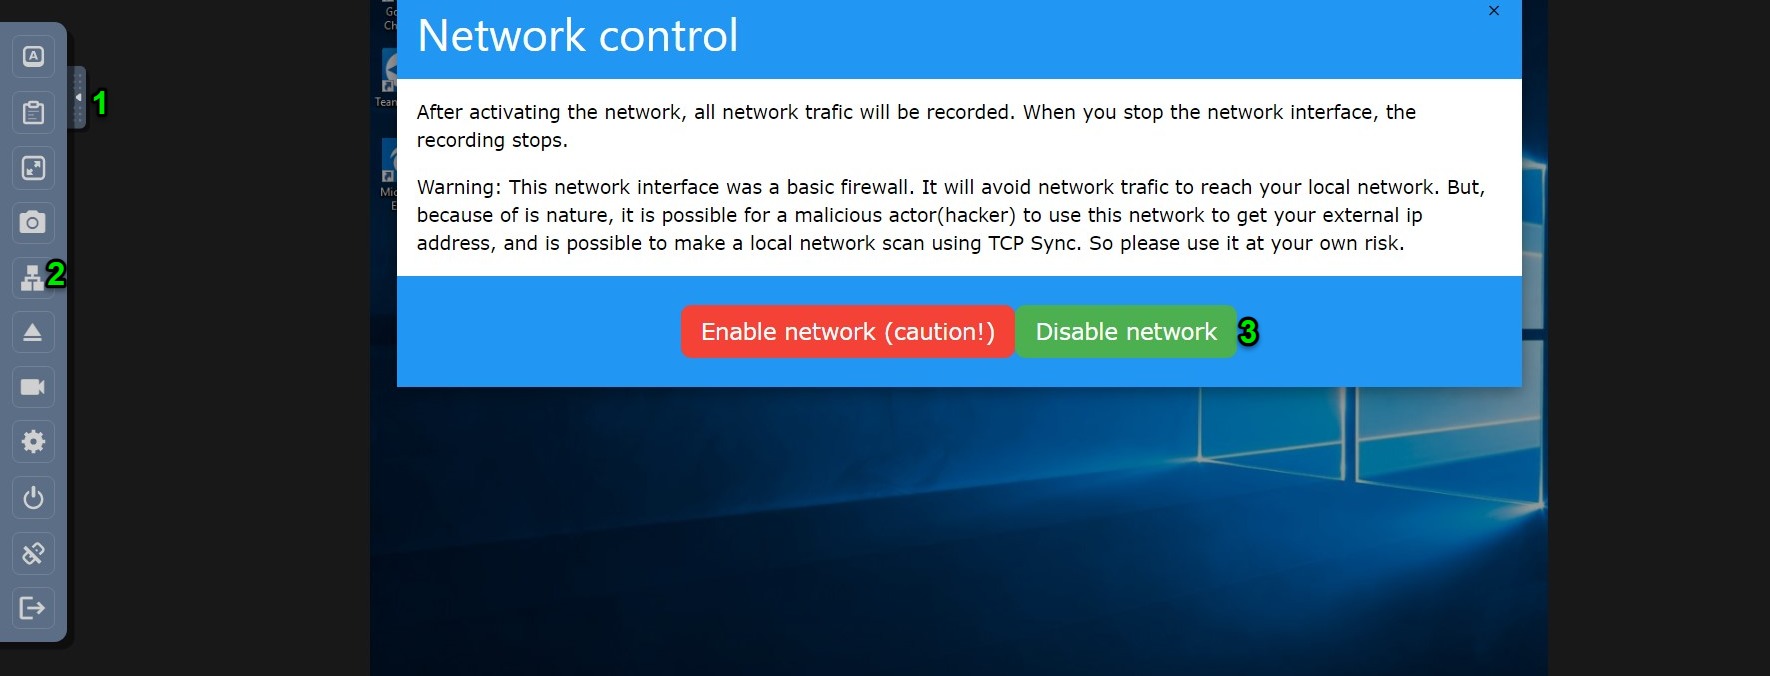 Network control
×
After activating the network, all network trafic will be recorded. When you stop the network interface, the
recording stops.
Warning: This network interface was a basic firewall. It will avoid network trafic to reach your local network. But,
because of is nature, it is possible for a malicious actor(hacker) to use this network to get your external ip
address, and is possible to make a local network scan using TCP Sync. So please use it at your own risk.
Enable network (caution!)
Disable network
3
A
1
2
Go
Ch
Team
Mic
E